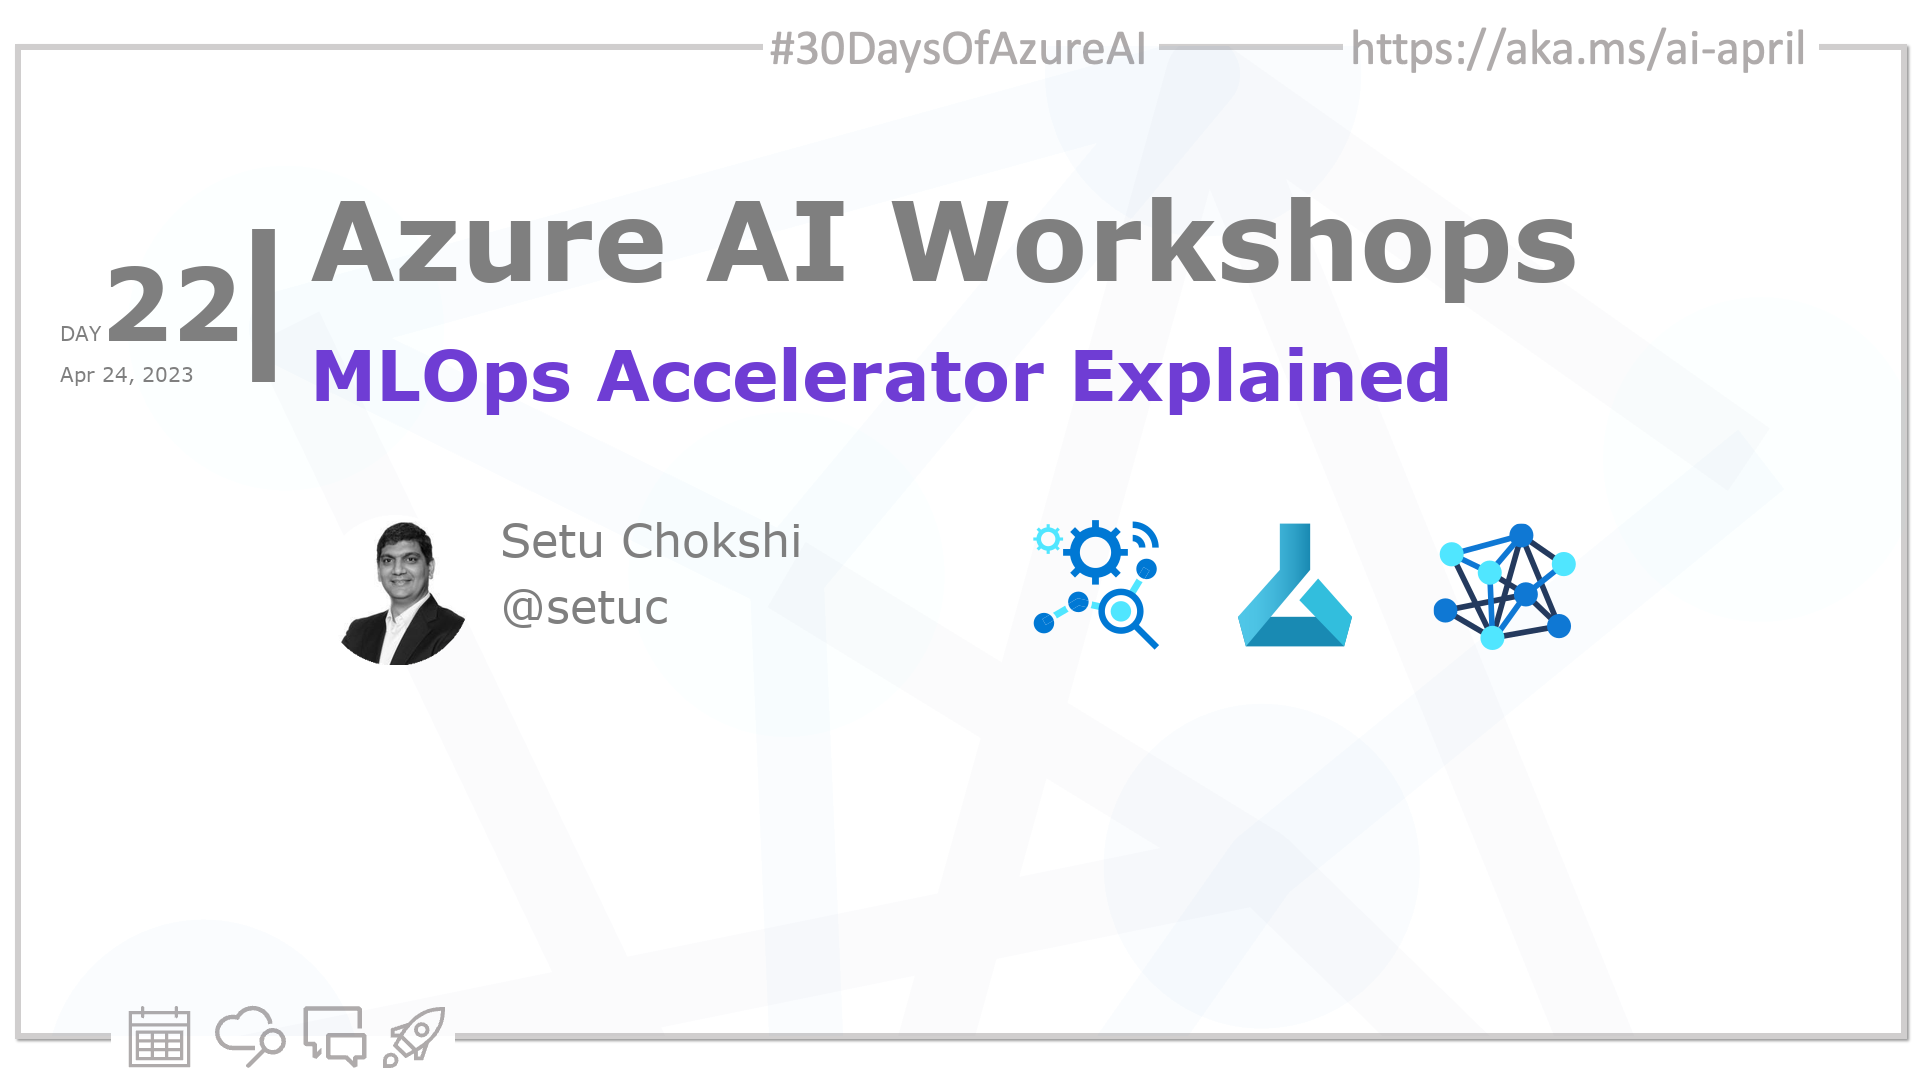 #30DaysOfAzureAI
https://aka.ms/ai-april
Azure AI Workshops
DAY 22
Apr 24, 2023
MLOps Accelerator Explained
Setu Chokshi
@setuc